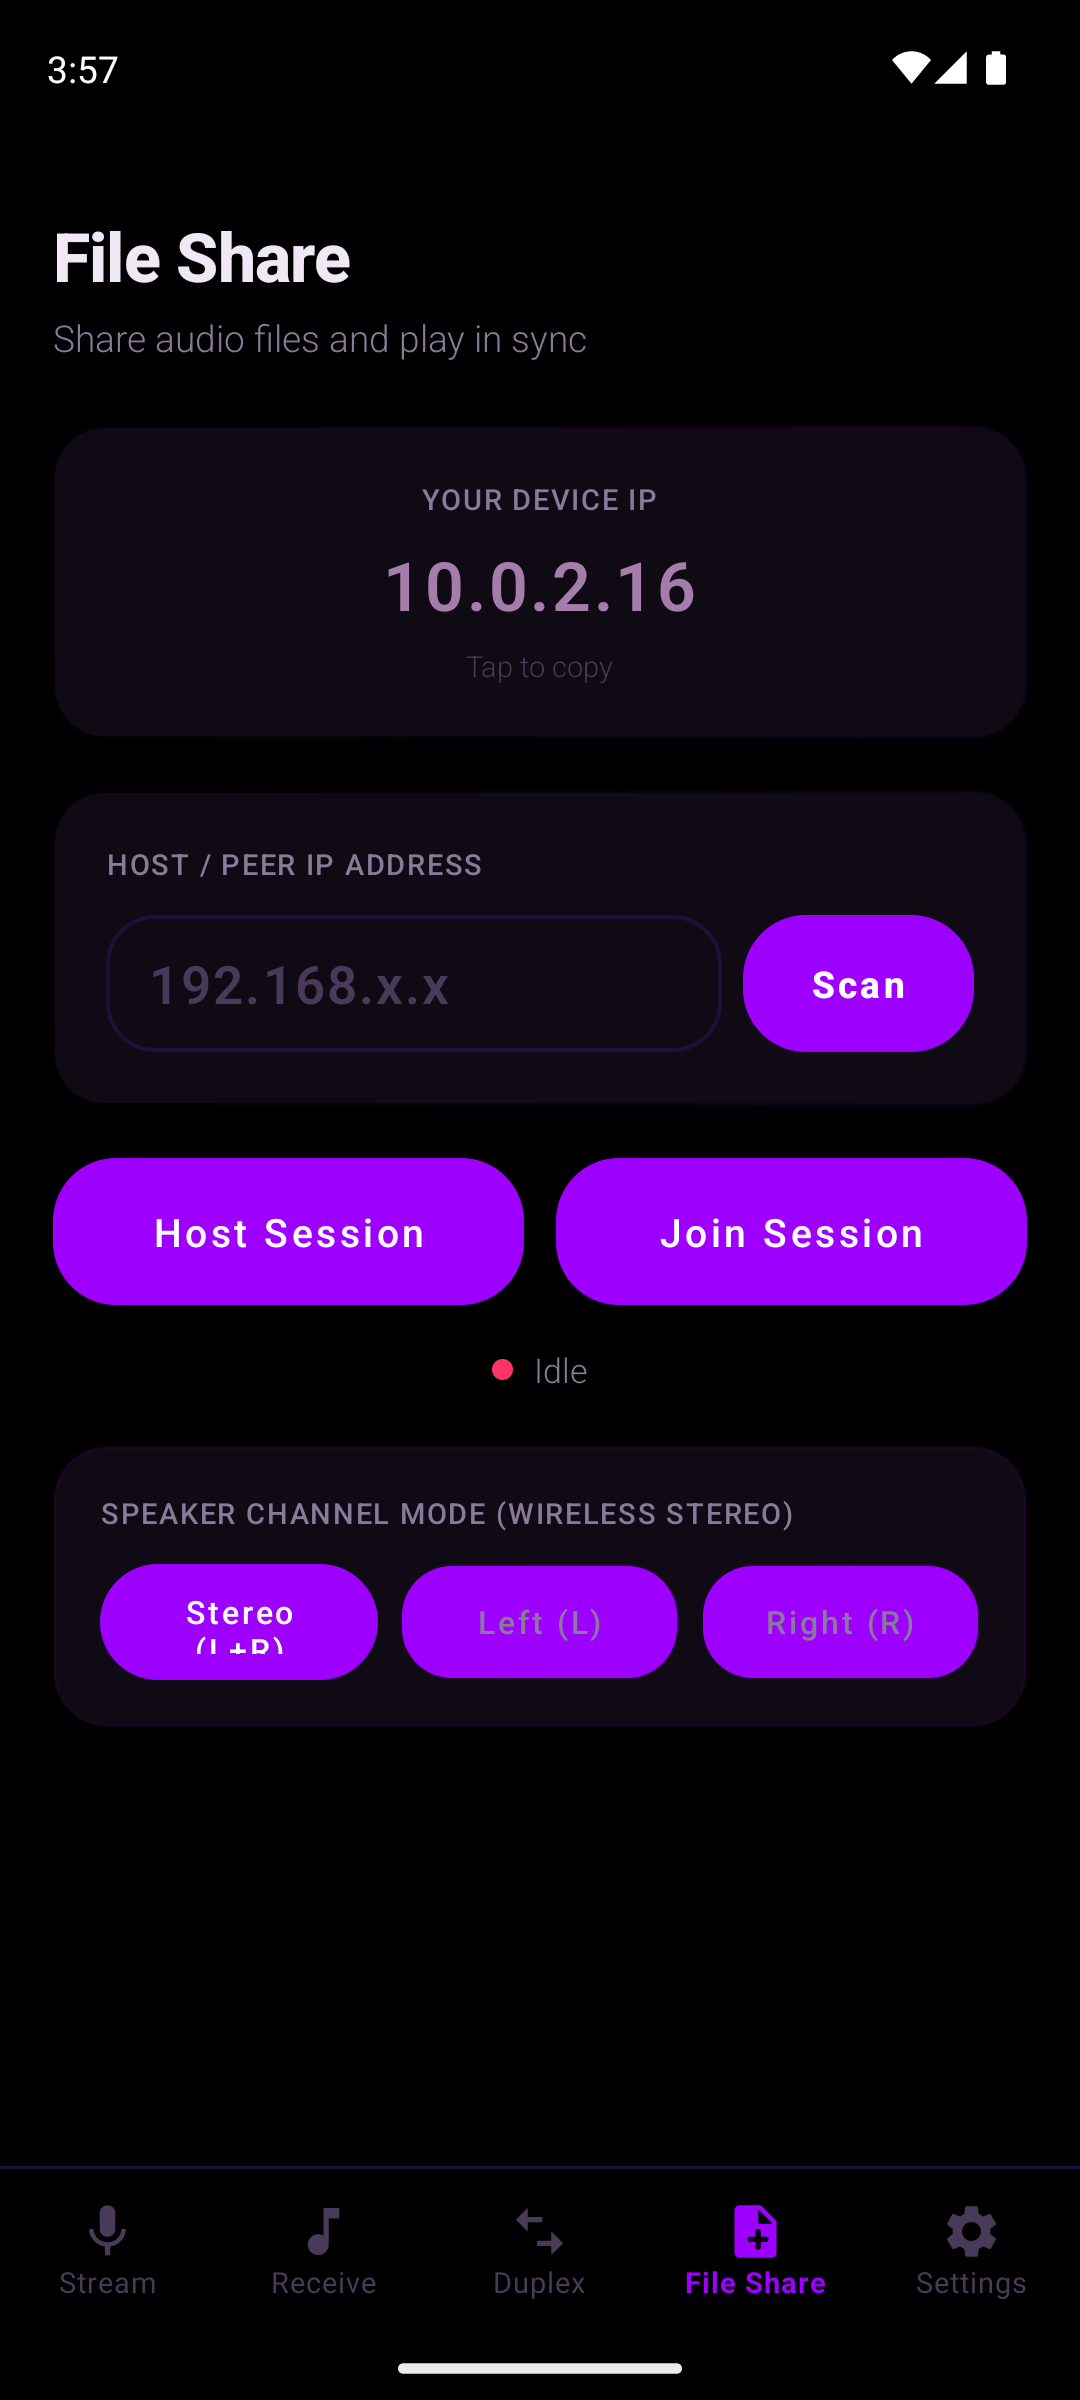 3:57
File Share
Share audio files and play in sync
YOUR DEVICE IP
10.0.2.16
Tap to copy
HOST / PEER IP ADDRESS
192.168.x.x
Scan
Host Session
Join Session
Idle
SPEAKER CHANNEL MODE (WIRELESS STEREO)
Stereo
(L+R)
Left (L)
Right (R)
Stream
Receive
Duplex
File Share
Settings